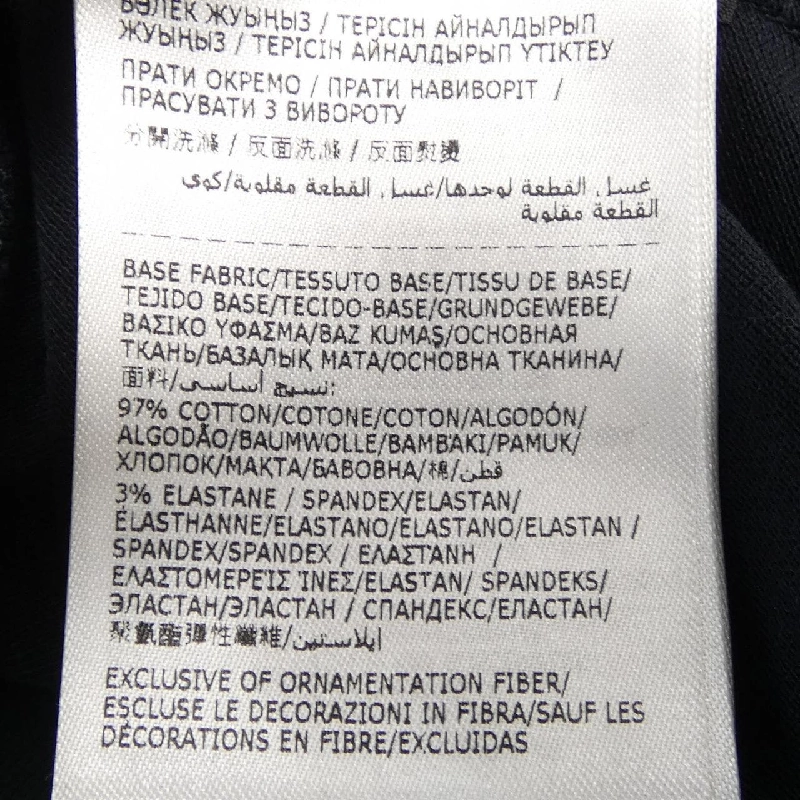 БӨЛЕК ЖУЫҢЫЗ / ТЕРІСІН АЙНАЛДЫРЫП
ЖУЫҢЫЗ / ТЕРІСІН АЙНАЛДЫРЫП ҮТІКТЕУ
ПРАТИ ОКРЕМО / ПРАТИ НАВИВОРІТ /
ПРАСУВАТИ З ВИВОРОТУ
分開洗滌 / 反面洗滌 / 反面熨燙
غسل القطعة لوحدها/غسل القطعة مقلوبة/كوي
القطعة مقلوبة
BASE FABRIC/TESSUTO BASE/TISSU DE BASE/
TEJIDO BASE/TECIDO-BASE/GRUNDGEWEBE/
ΒΑΣΙΚΟ ΥΦΑΣΜΑ/BAZ KUMAŞ/ОСНОВНАЯ
ТКАНЬ/БАЗАЛЫҚ МАТА/ОСНОВНА ТКАНИНА/
面料/نسيج أساسي:
97% COTTON/COTONE/COTON/ALGODÓN/
ALGODÃO/BAUMWOLLE/ΒΑΜΒΆΚΙ/PAMUK/
ХЛОПОК/МАКТА/БАВОВНА/棉/قطن
3% ELASTANE / SPANDEX/ELASTAN/
ÉLASTHANNE/ELASTANO/ELASTANO/ELASTAN /
SPANDEX/SPANDEX / ΕΛΑΣΤΆΝΗ /
ΕΛΑΣΤΟΜΕΡΕΊΣ ΊΝΕΣ/ELASTAN/ SPANDEKS/
ЭЛАСТАН/ЭЛАСТАН / СПАНДЕКС/ЕЛАСТАН/
聚氨酯彈性纖維/إيلاستين
EXCLUSIVE OF ORNAMENTATION FIBER/
ESCLUSE LE DECORAZIONI IN FIBRA/SAUF LES
DÉCORATIONS EN FIBRE/EXCLUIDAS